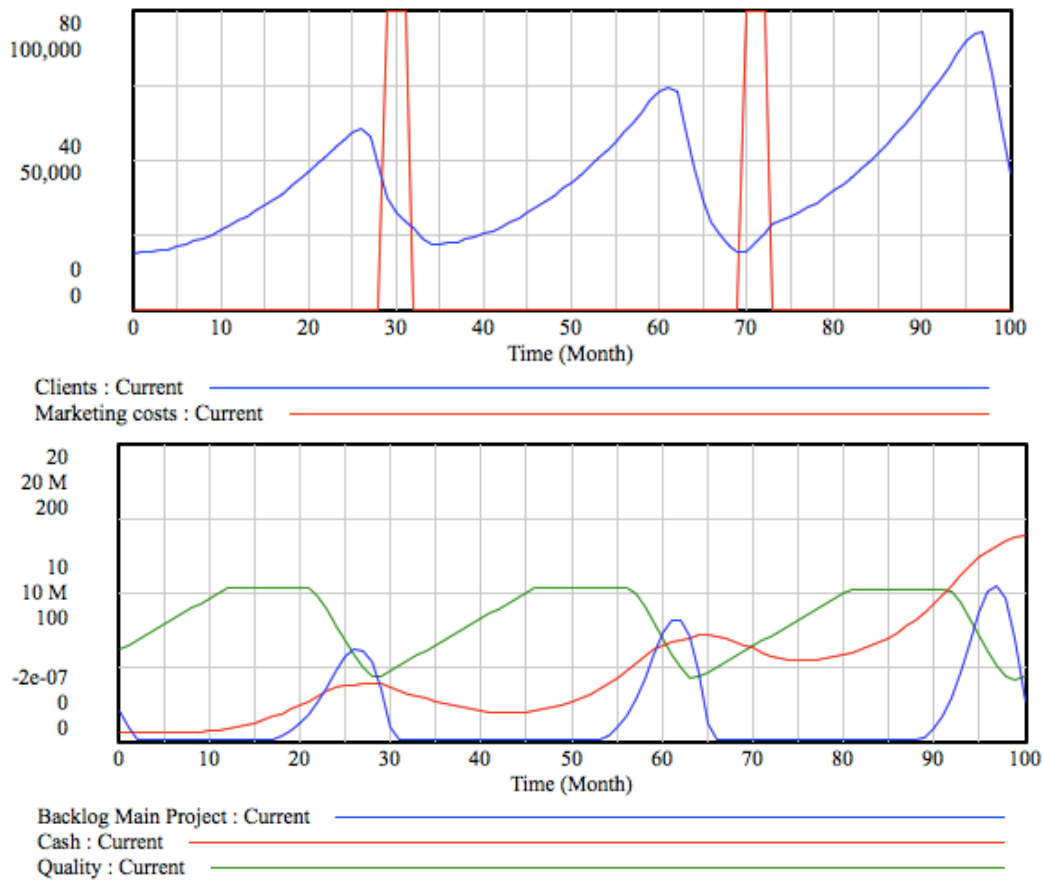 80
100,000
40
50,000
0
0
0 10 20 30 40 50 60 70 80 90 100
Time (Month)
Clients : Current
Marketing costs : Current
20
20 M
200
10
10 M
100
-2e-07
0
0
0 10 20 30 40 50 60 70 80 90 100
Time (Month)
Backlog Main Project : Current
Cash : Current
Quality : Current